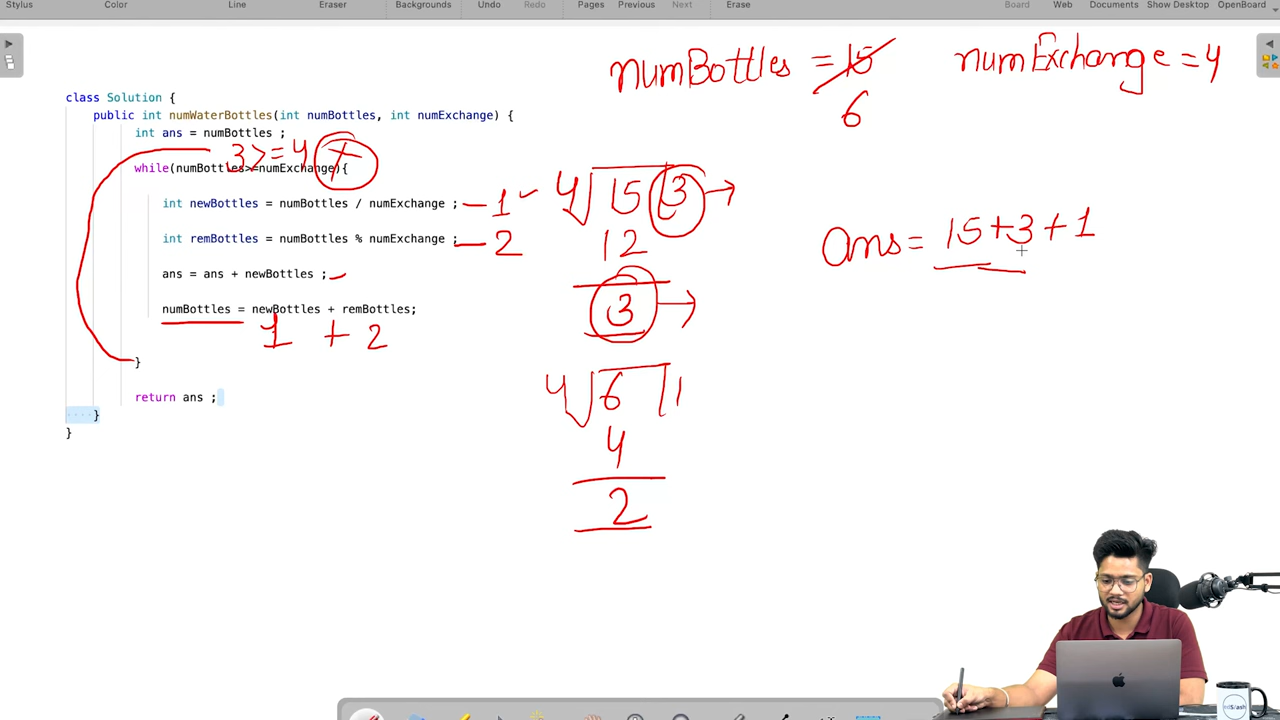 Stylus Color Line Eraser Backgrounds Undo Redo Pages Previous Next Erase Board Web Documents Show Desktop OpenBoard
numBottles = 15 numExchange = 4
6
class Solution {
public int numWaterBottles(int numBottles, int numExchange) {
int ans = numBottles ;
3 >= 4
while(numBottles>=numExchange){
int newBottles = numBottles / numExchange ; 1
int remBottles = numBottles % numExchange ; 2
ans = ans + newBottles ;
numBottles = newBottles + remBottles;
1 + 2
}
return ans ;
}
}
4 15 3
12
3
4 6 1
4
2
ans = 15+3+1